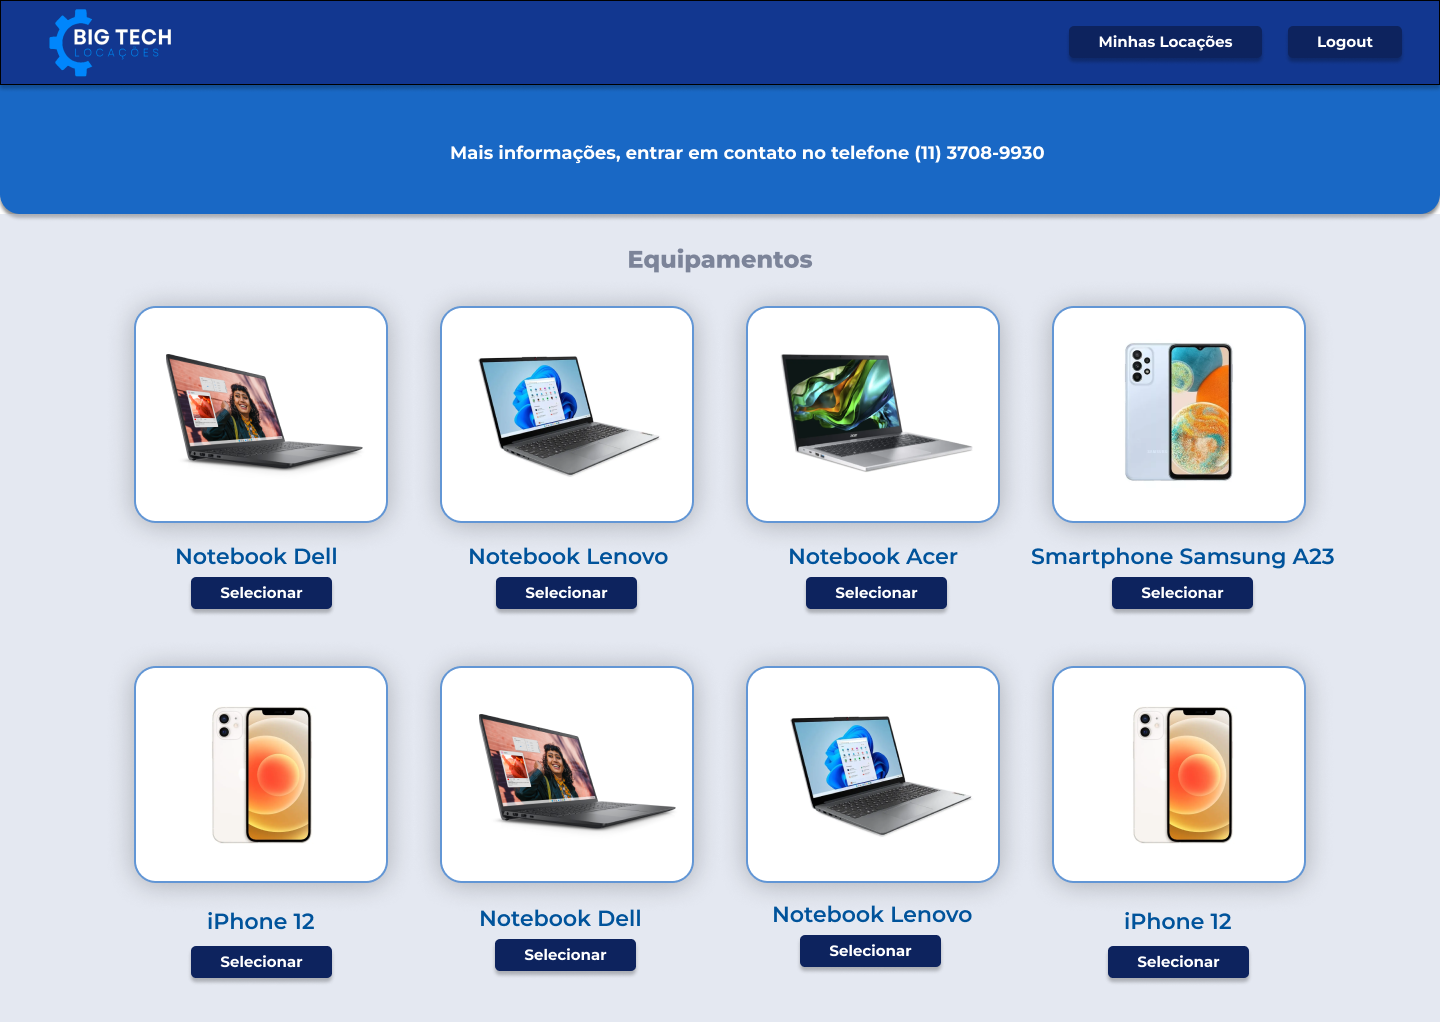 BIG TECH
LOCAÇÕES
Minhas Locações
Logout
Mais informações, entrar em contato no telefone (11) 3708-9930
Equipamentos
Notebook Dell
Notebook Lenovo
Notebook Acer
Smartphone Samsung A23
Selecionar
Selecionar
Selecionar
Selecionar
iPhone 12
Notebook Dell
Notebook Lenovo
iPhone 12
Selecionar
Selecionar
Selecionar
Selecionar